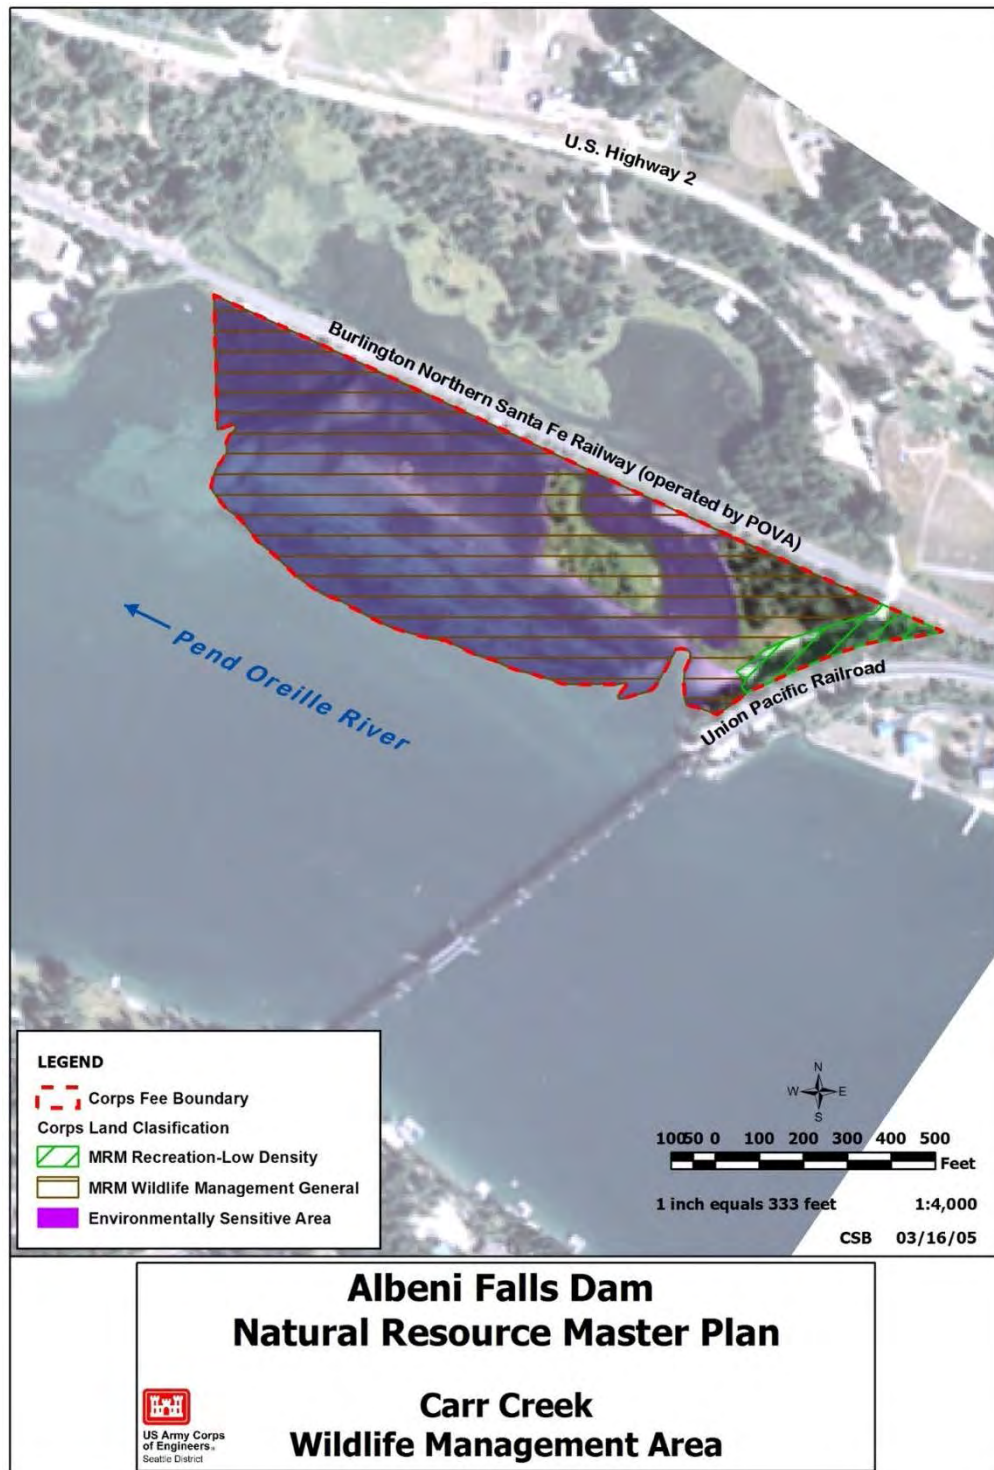 U.S. Highway 2
Burlington Northern Santa Fe Railway (operated by POVA)
Pend Oreille River
Union Pacific Railroad
LEGEND
Corps Fee Boundary
Corps Land Clasification
MRM Recreation-Low Density
MRM Wildlife Management General
Environmentally Sensitive Area
N
W E
S
100 50 0 100 200 300 400 500
Feet
1 inch equals 333 feet 1:4,000
CSB 03/16/05
Albeni Falls Dam
Natural Resource Master Plan
Carr Creek
Wildlife Management Area
US Army Corps
of Engineers®
Seattle District